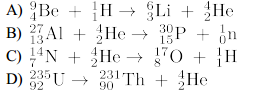 A) ⁹₄Be + ¹₁H → ⁶₃Li + ⁴₂He
B) ²⁷₁₃Al + ⁴₂He → ³⁰₁₅P + ¹₀n
C) ¹⁴₇N + ⁴₂He → ¹⁷₈O + ¹₁H
D) ²³⁵₉₂U → ²³¹₉₀Th + ⁴₂He